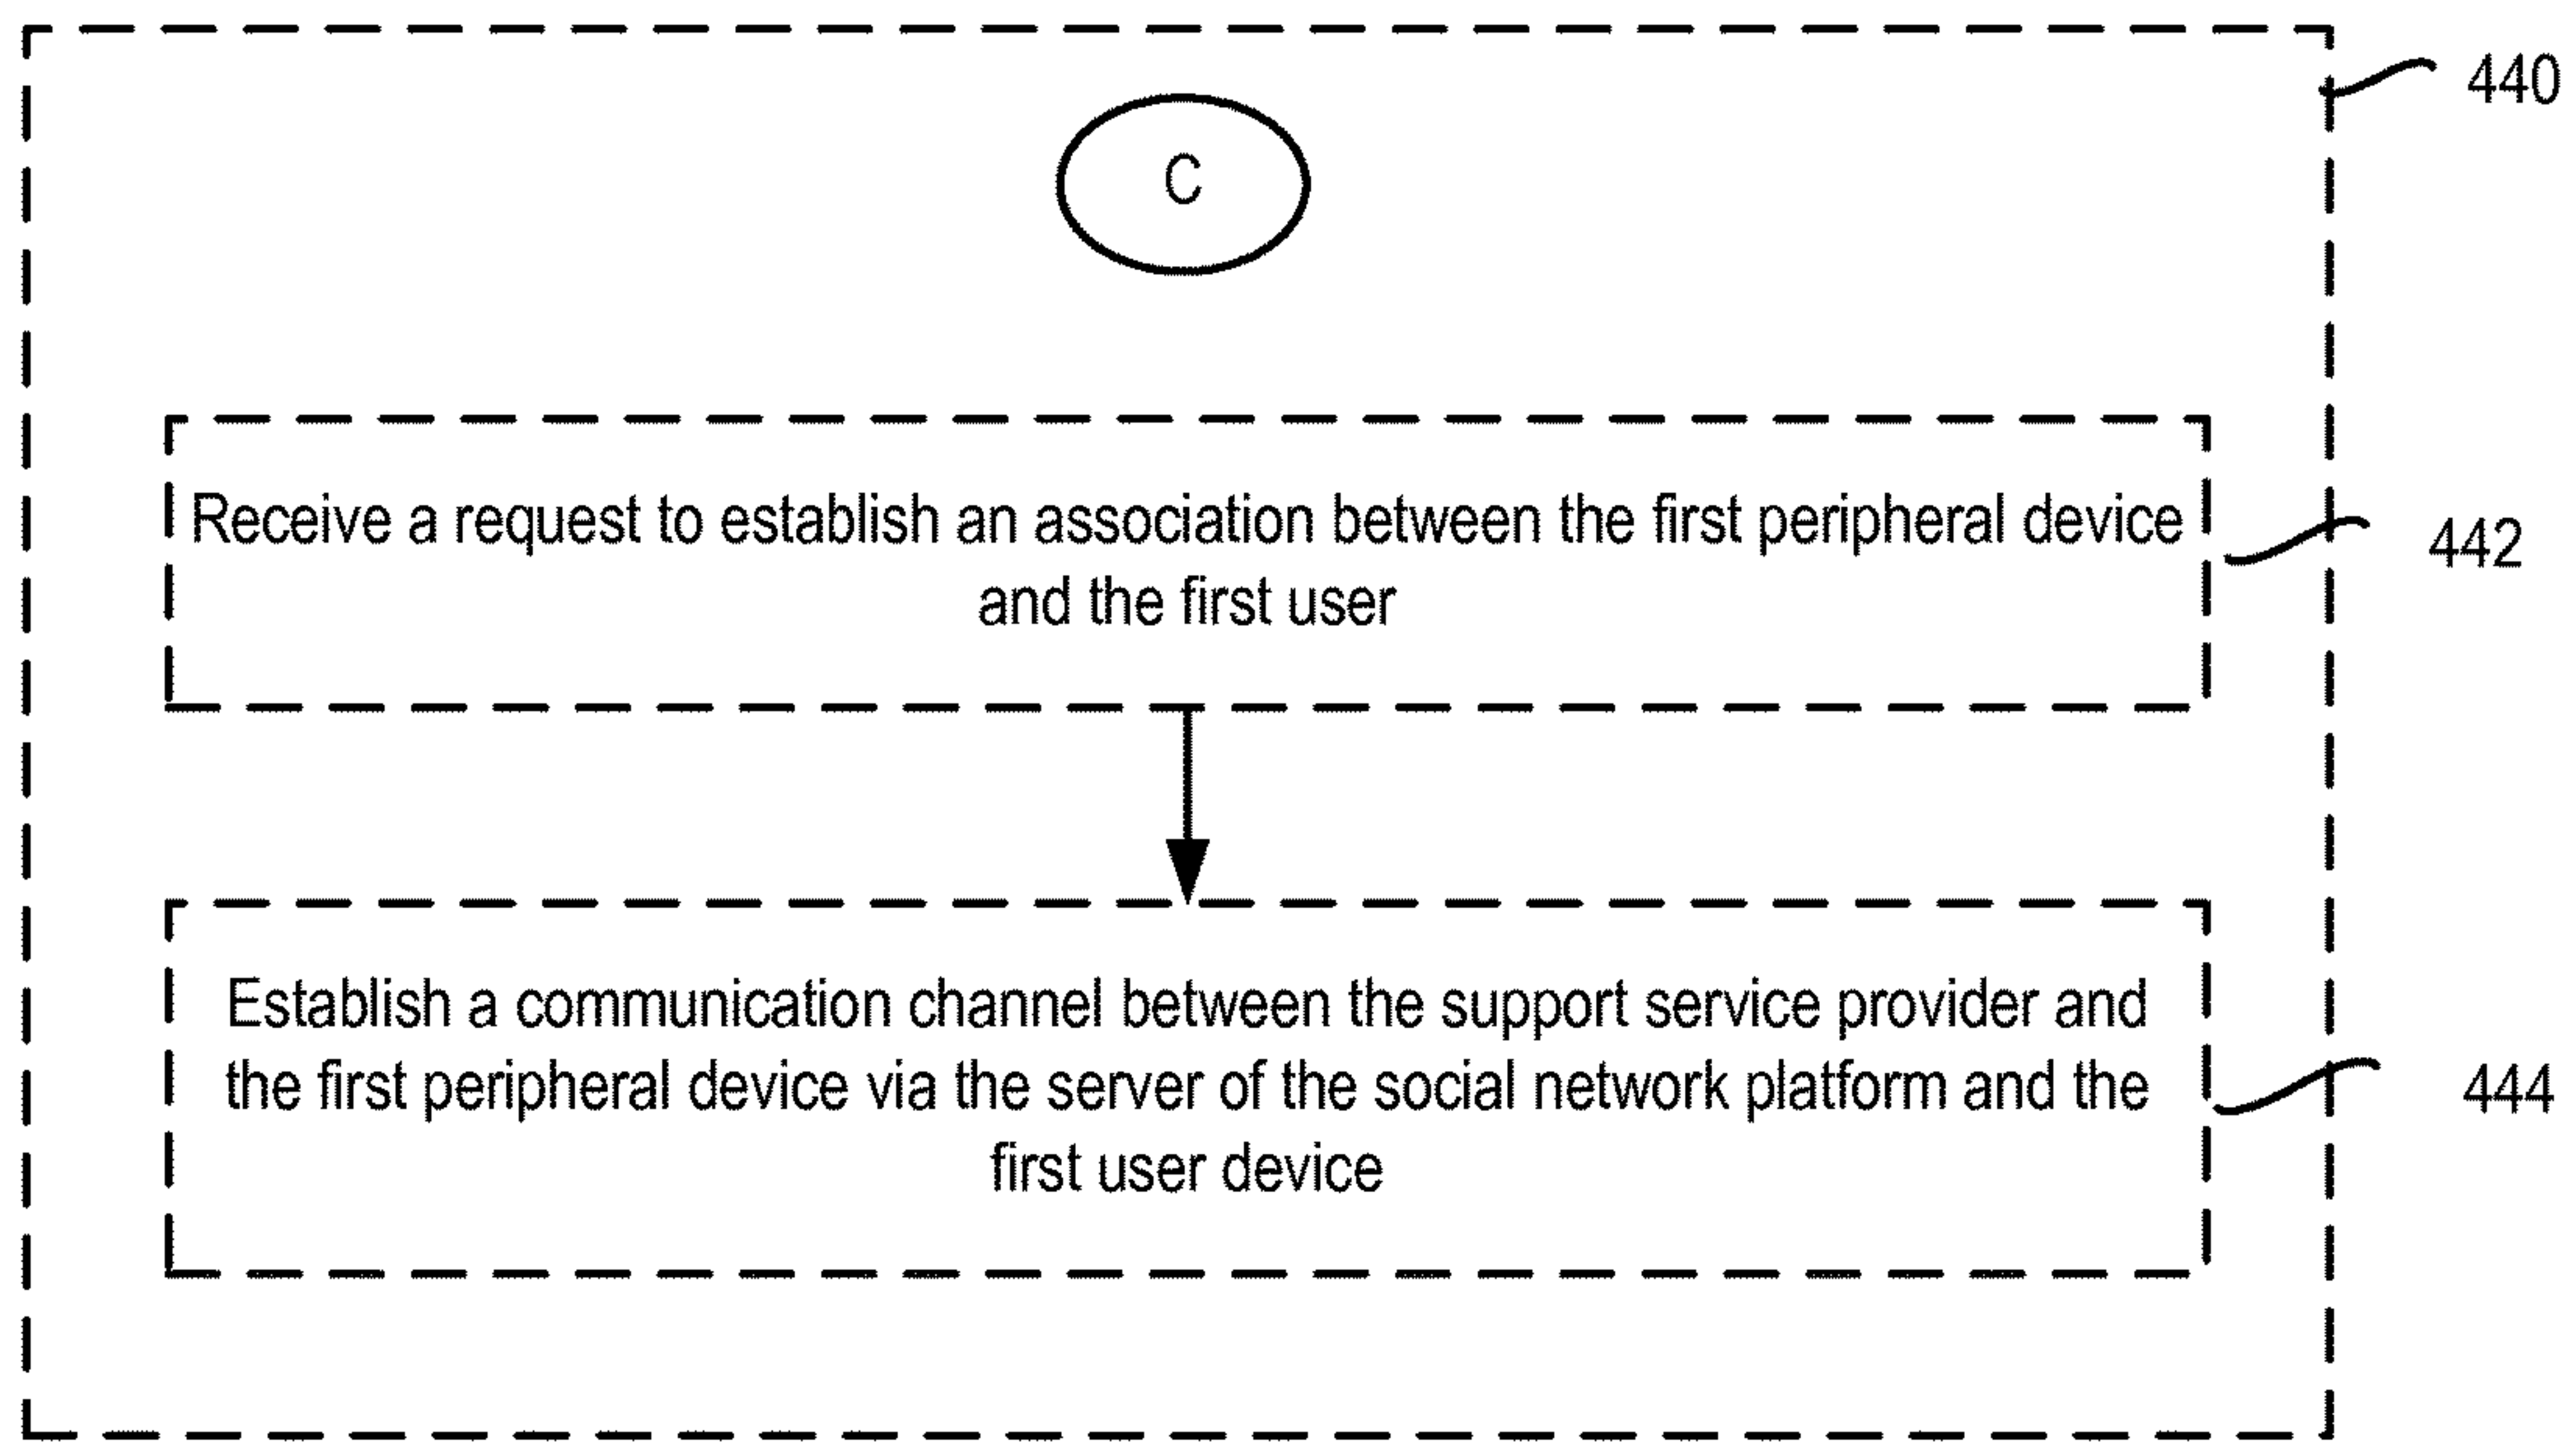 440
C
Receive a request to establish an association between the first peripheral device
and the first user
442
Establish a communication channel between the support service provider and
the first peripheral device via the server of the social network platform and the
first user device
444